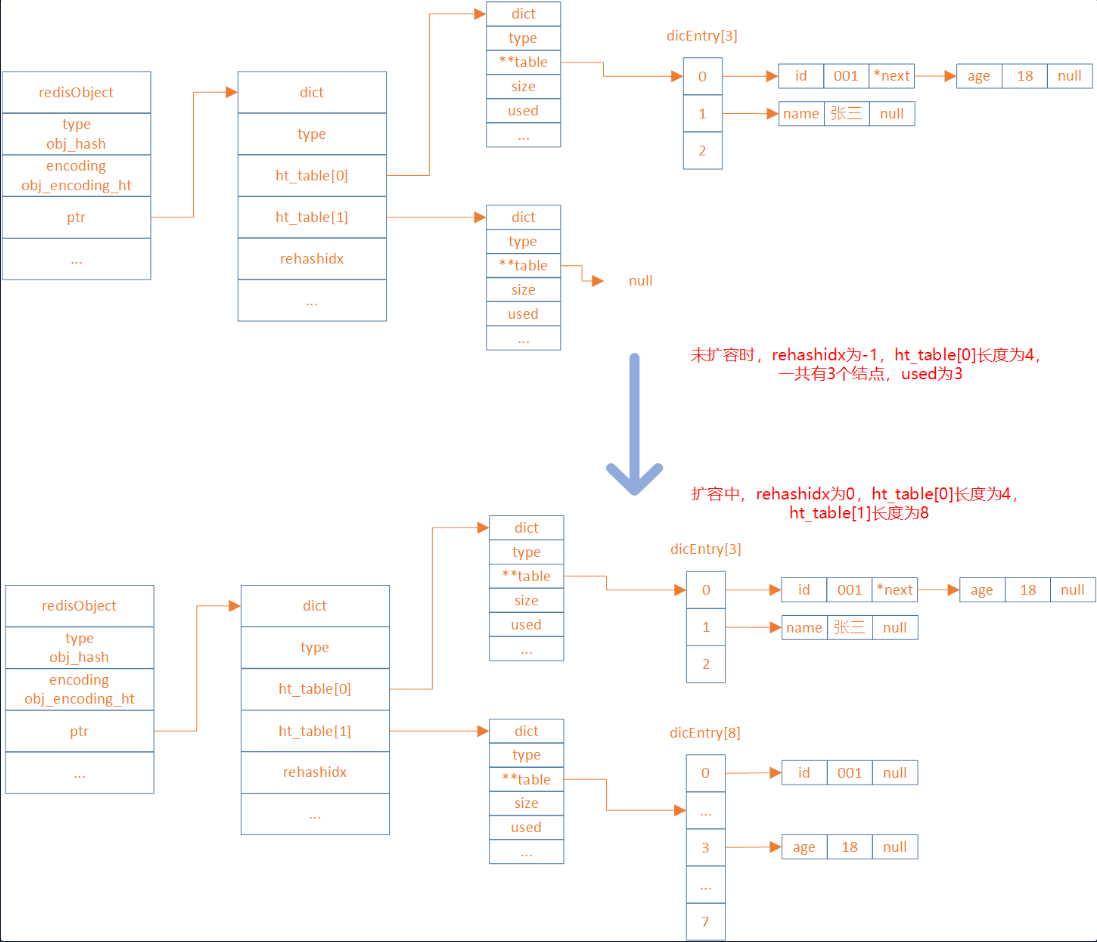 redisObject
type
obj_hash
encoding
obj_encoding_ht
ptr
...
dict
type
ht_table[0]
ht_table[1]
rehashidx
...
dict
type
**table
size
used
...
dicEntry[3]
0
1
2
id 001 *next
age 18 null
name 张三 null
dict
type
**table
size
used
...
null
未扩容时，rehashidx为-1，ht_table[0]长度为4，
一共有3个结点，used为3
扩容中，rehashidx为0，ht_table[0]长度为4，
ht_table[1]长度为8
redisObject
type
obj_hash
encoding
obj_encoding_ht
ptr
...
dict
type
ht_table[0]
ht_table[1]
rehashidx
...
dict
type
**table
size
used
...
dicEntry[3]
0
1
2
id 001 *next
age 18 null
name 张三 null
dict
type
**table
size
used
...
dicEntry[8]
0
...
3
...
7
id 001 null
age 18 null